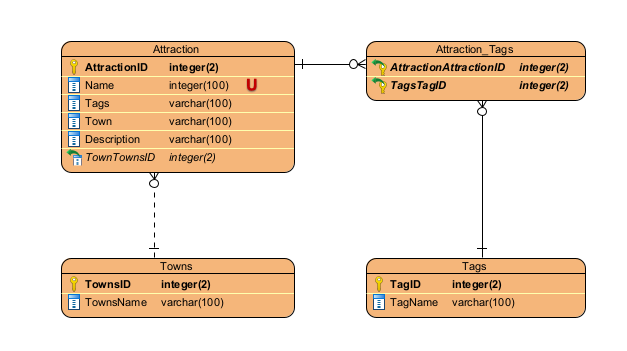 Attraction
AttractionID integer(2)
Name integer(100) U
Tags varchar(100)
Town varchar(100)
Description varchar(100)
TownTownsID integer(2)
Attraction_Tags
AttractionAttractionID integer(2)
TagsTagID integer(2)
Towns
TownsID integer(2)
TownsName varchar(100)
Tags
TagID integer(2)
TagName varchar(100)